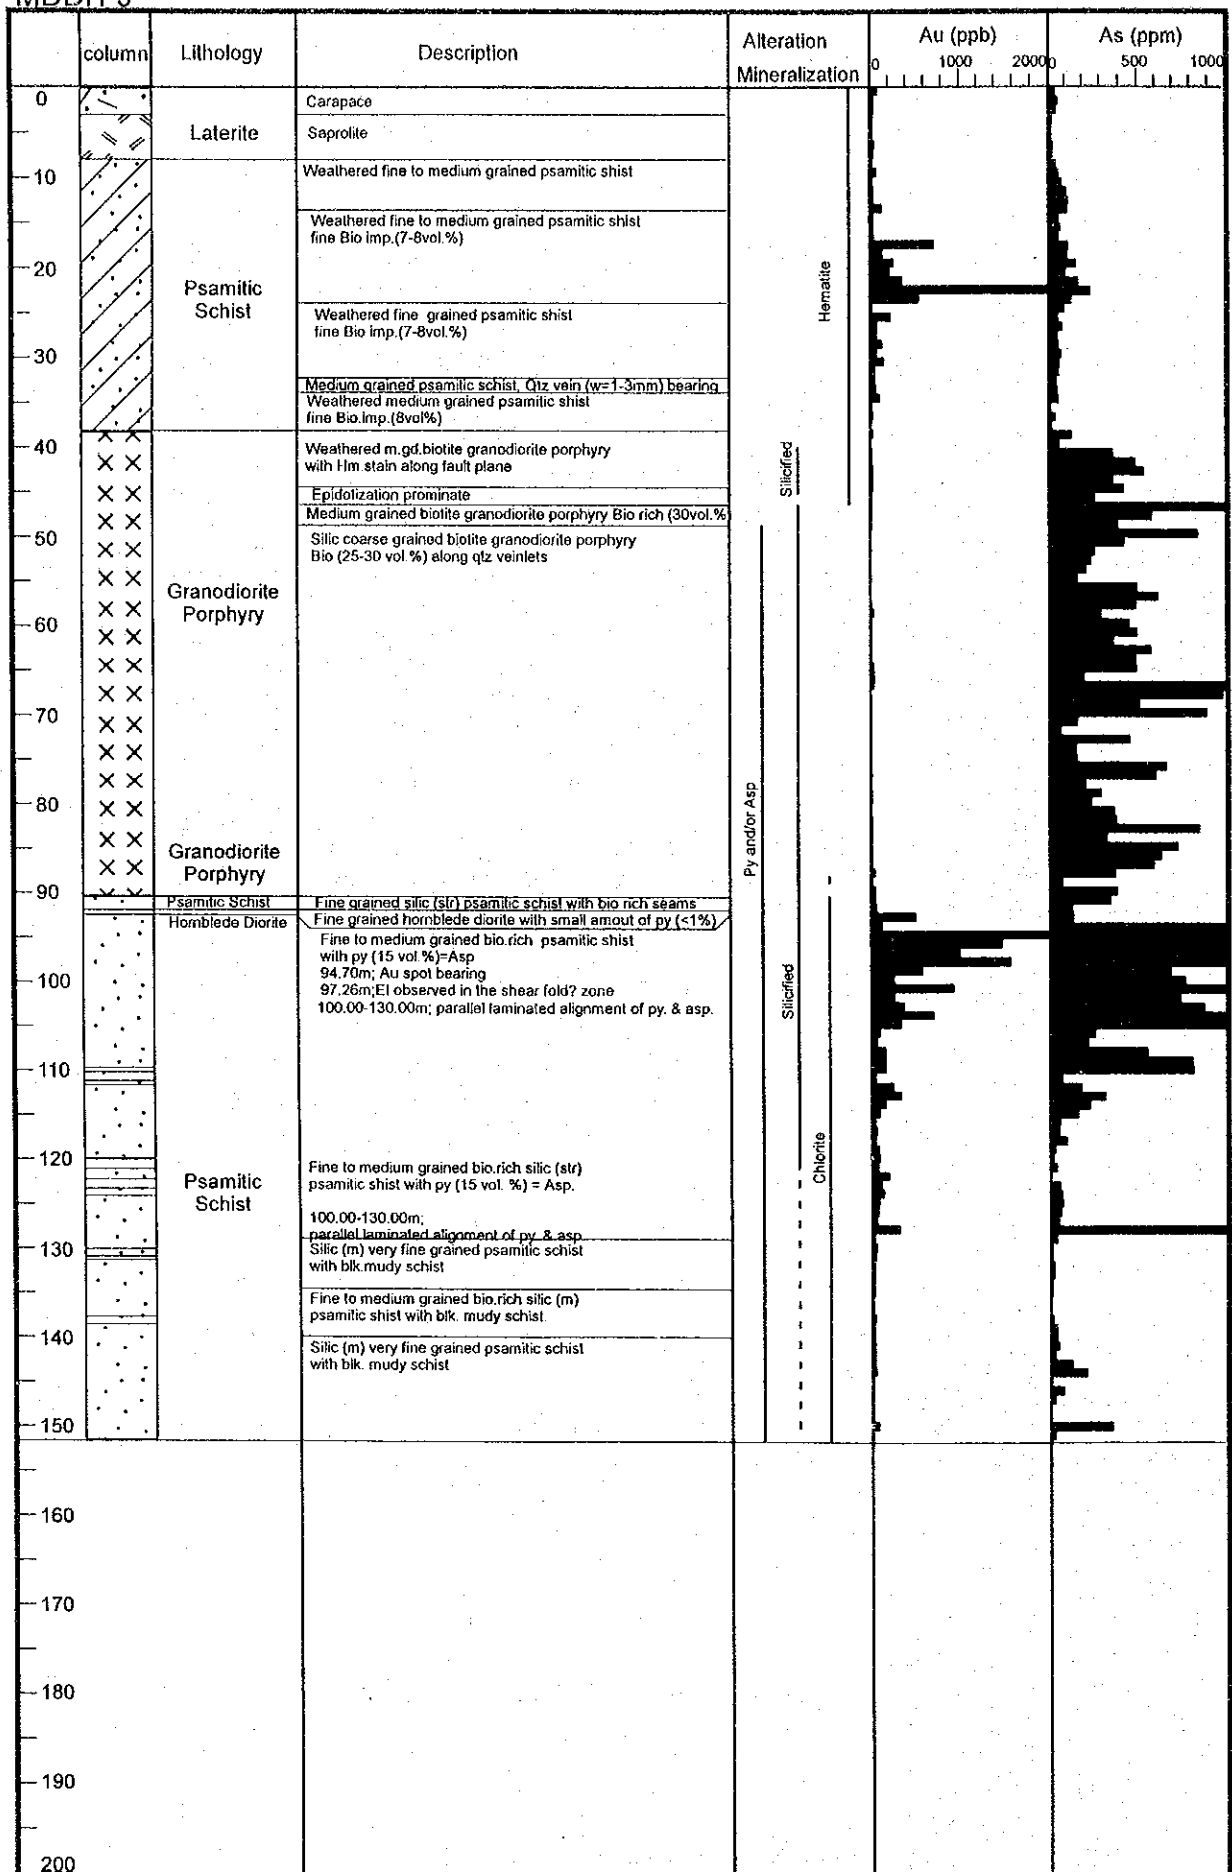 column
Lithology
Description
Alteration
Mineralization
Au (ppb)
0 1000 2000
As (ppm)
0 500 1000
0
10
20
30
40
50
60
70
80
90
100
110
120
130
140
150
160
170
180
190
200
Laterite
Psamitic
Schist
Granodiorite
Porphyry
Granodiorite
Porphyry
Psamitic Schist
Hornblede Diorite
Psamitic
Schist
Carapace
Saprolite
Weathered fine to medium grained psamitic shist
Weathered fine to medium grained psamitic shist
fine Bio imp.(7-8vol.%)
Weathered fine grained psamitic shist
fine Bio imp.(7-8vol.%)
Medium grained psamitic schist, Qtz vein (w=1-3mm) bearing
Weathered medium grained psamitic shist
fine Bio.Imp.(8vol%)
Weathered m.gd.biotite granodiorite porphyry
with Hm.stain along fault plane
Epidotization prominate
Medium grained biotite granodiorite porphyry Bio rich (30vol.%
Silic coarse grained biotite granodiorite porphyry
Bio (25-30 vol.%) along qtz veinlets
Fine grained silic (str) psamitic schist with bio rich seams
Fine grained hornblede diorite with small amout of py (<1%)
Fine to medium grained bio.rich psamitic shist
with py (15 vol.%)=Asp
94.70m; Au spot bearing
97.26m;El observed in the shear fold? zone
100.00-130.00m; parallel laminated alignment of py. & asp.
Fine to medium grained bio.rich silic (str)
psamitic shist with py (15 vol. %) = Asp.
100.00-130.00m;
parallel laminated alignment of py. & asp
Silic (m) very fine grained psamitic schist
with blk.mudy schist
Fine to medium grained bio.rich silic (m)
psamitic shist with blk. mudy schist.
Silic (m) very fine grained psamitic schist
with blk. mudy schist
Hematite
Silicified
Py and/or Asp
Silicified
Chlorite